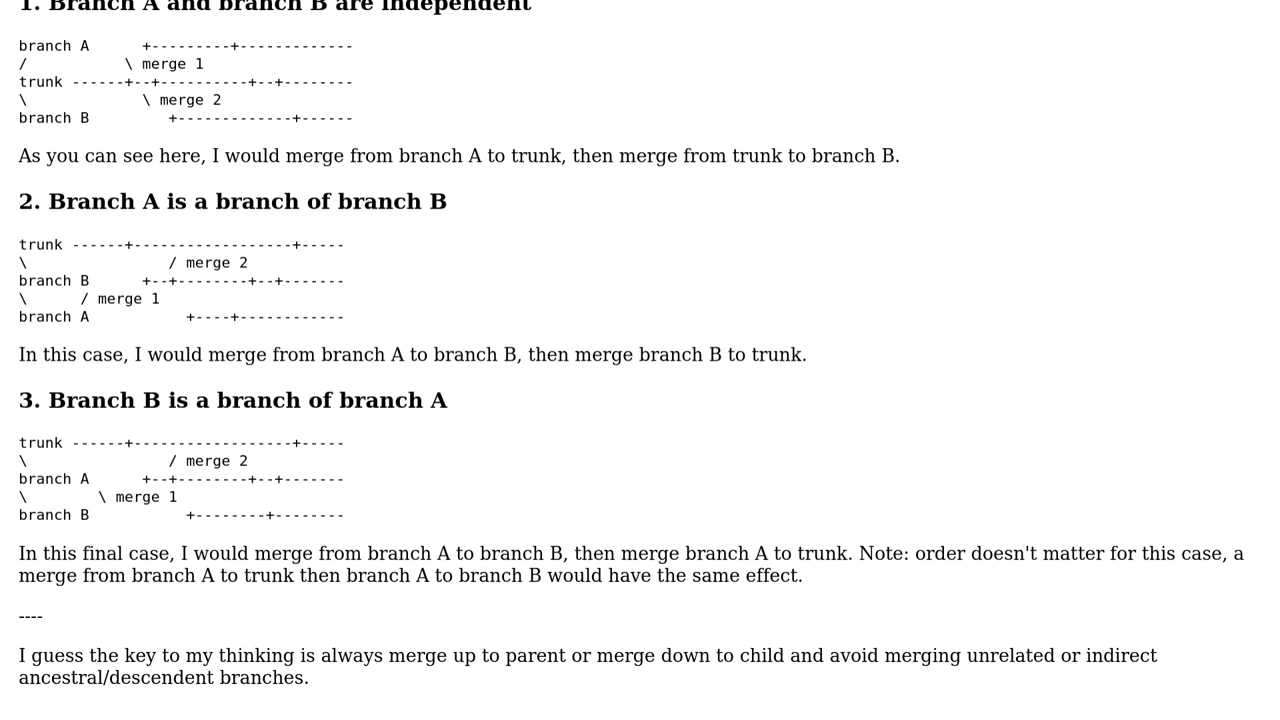 1. Branch A and branch B are independent
branch A      +---------+-------------
/           \ merge 1
trunk ------+--+----------+--+--------
\             \ merge 2
branch B         +-------------+------
As you can see here, I would merge from branch A to trunk, then merge from trunk to branch B.
2. Branch A is a branch of branch B
trunk ------+------------------+-----
\                / merge 2
branch B      +--+--------+--+-------
\      / merge 1
branch A           +----+------------
In this case, I would merge from branch A to branch B, then merge branch B to trunk.
3. Branch B is a branch of branch A
trunk ------+------------------+-----
\                / merge 2
branch A      +--+--------+--+-------
\        \ merge 1
branch B           +--------+--------
In this final case, I would merge from branch A to branch B, then merge branch A to trunk. Note: order doesn't matter for this case, a
merge from branch A to trunk then branch A to branch B would have the same effect.
----
I guess the key to my thinking is always merge up to parent or merge down to child and avoid merging unrelated or indirect
ancestral/descendent branches.